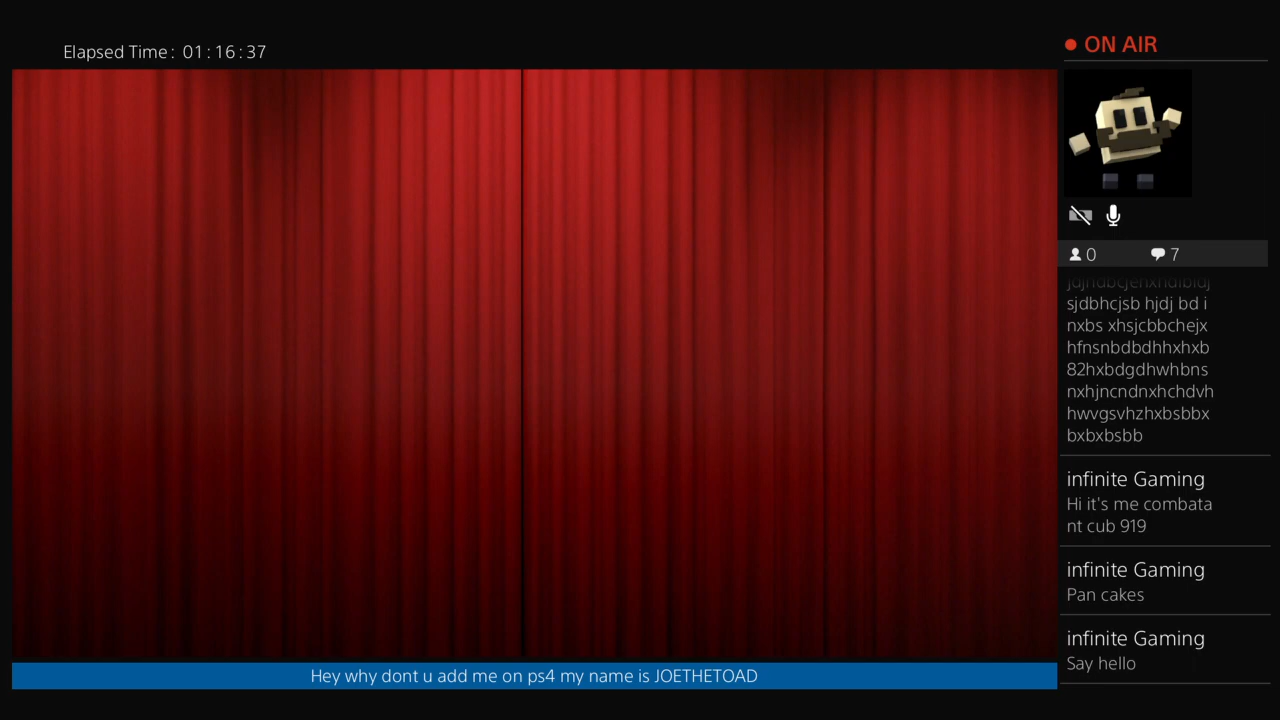 Elapsed Time: 01:16:37
ON AIR
0
7
sjdbhcjsb hjdj bd i
nxbs xhsjcbbchejx
hfnsnbdbdhhxhxb
82hxbdgdhwhbns
nxhjncndnxhchdvh
hwvgsvhzhxbsbbx
bxbxbsbb
infinite Gaming
Hi it's me combata
nt cub 919
infinite Gaming
Pan cakes
infinite Gaming
Say hello
Hey why dont u add me on ps4 my name is JOETHETOAD